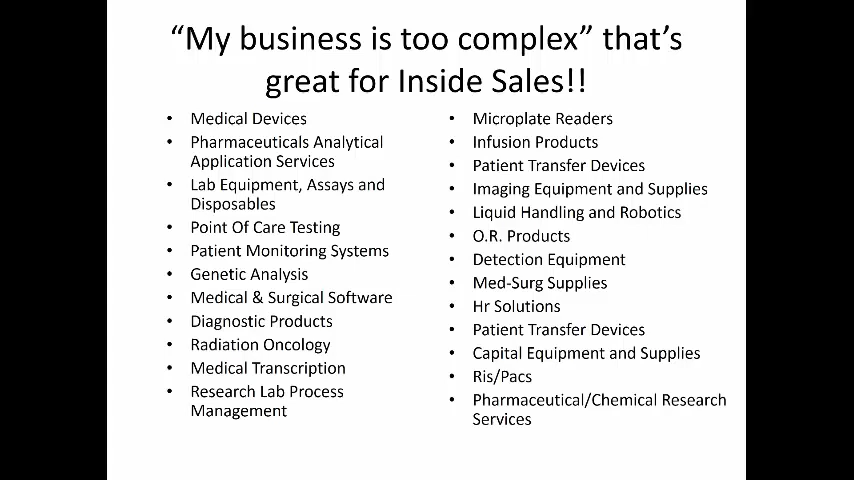 “My business is too complex” that’s
great for Inside Sales!!
• Medical Devices
• Pharmaceuticals Analytical
Application Services
• Lab Equipment, Assays and
Disposables
• Point Of Care Testing
• Patient Monitoring Systems
• Genetic Analysis
• Medical & Surgical Software
• Diagnostic Products
• Radiation Oncology
• Medical Transcription
• Research Lab Process
Management
• Microplate Readers
• Infusion Products
• Patient Transfer Devices
• Imaging Equipment and Supplies
• Liquid Handling and Robotics
• O.R. Products
• Detection Equipment
• Med-Surg Supplies
• Hr Solutions
• Patient Transfer Devices
• Capital Equipment and Supplies
• Ris/Pacs
• Pharmaceutical/Chemical Research
Services